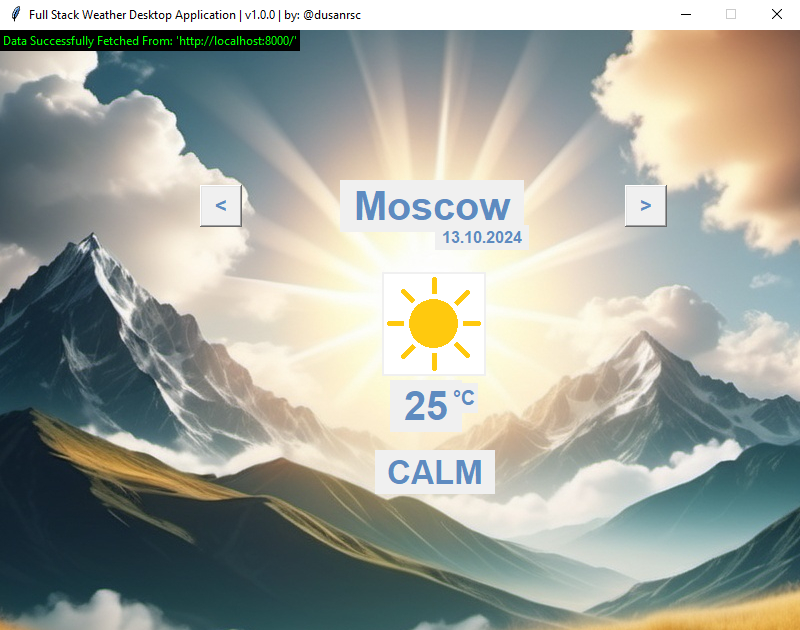 Full Stack Weather Desktop Application | v1.0.0 | by: @dusanrsc
Data Successfully Fetched From: 'http://localhost:8000/'
< Moscow >
13.10.2024
25 °C
CALM